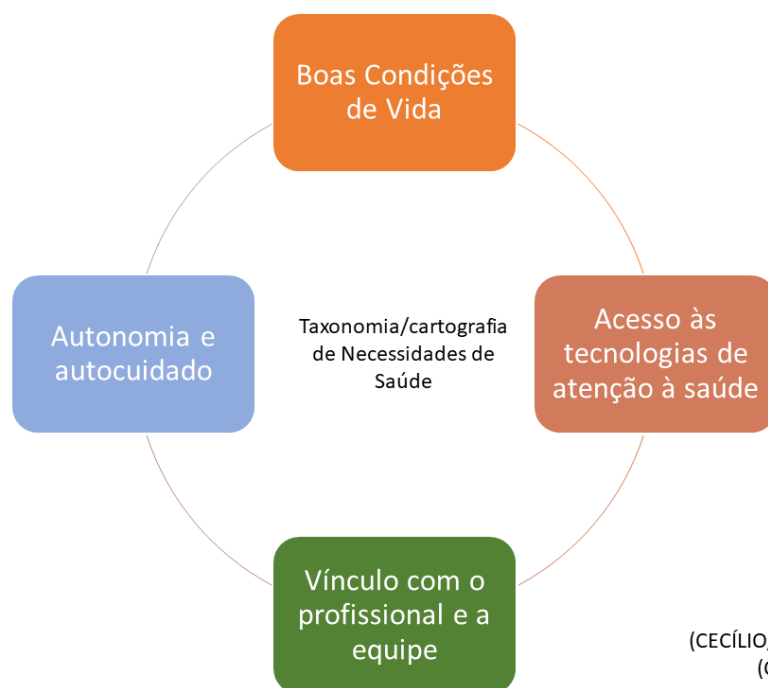 Boas Condições
de Vida
Autonomia e
autocuidado
Taxonomia/cartografia
de Necessidades de
Saúde
Acesso às
tecnologias de
atenção à saúde
Vínculo com o
profissional e a
equipe
(CECÍLIO,